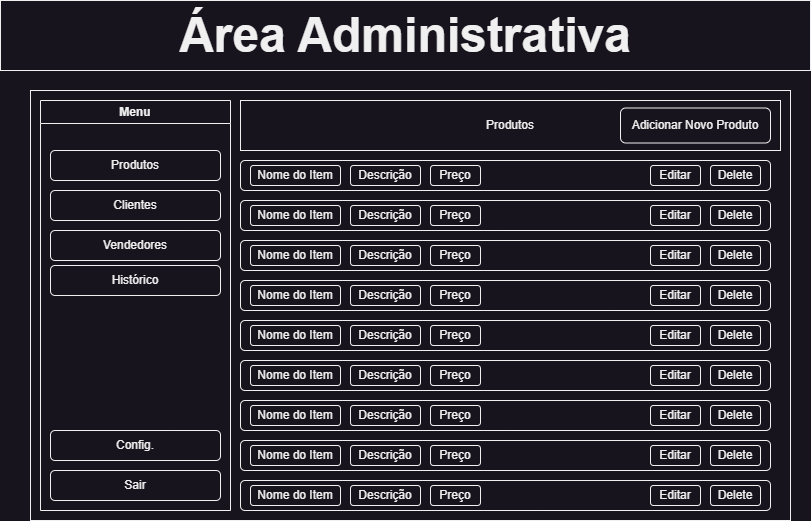 Área Administrativa
Menu
Produtos
Clientes
Vendedores
Histórico
Config.
Sair
Produtos Adicionar Novo Produto
Nome do Item Descrição Preço Editar Delete
Nome do Item Descrição Preço Editar Delete
Nome do Item Descrição Preço Editar Delete
Nome do Item Descrição Preço Editar Delete
Nome do Item Descrição Preço Editar Delete
Nome do Item Descrição Preço Editar Delete
Nome do Item Descrição Preço Editar Delete
Nome do Item Descrição Preço Editar Delete
Nome do Item Descrição Preço Editar Delete